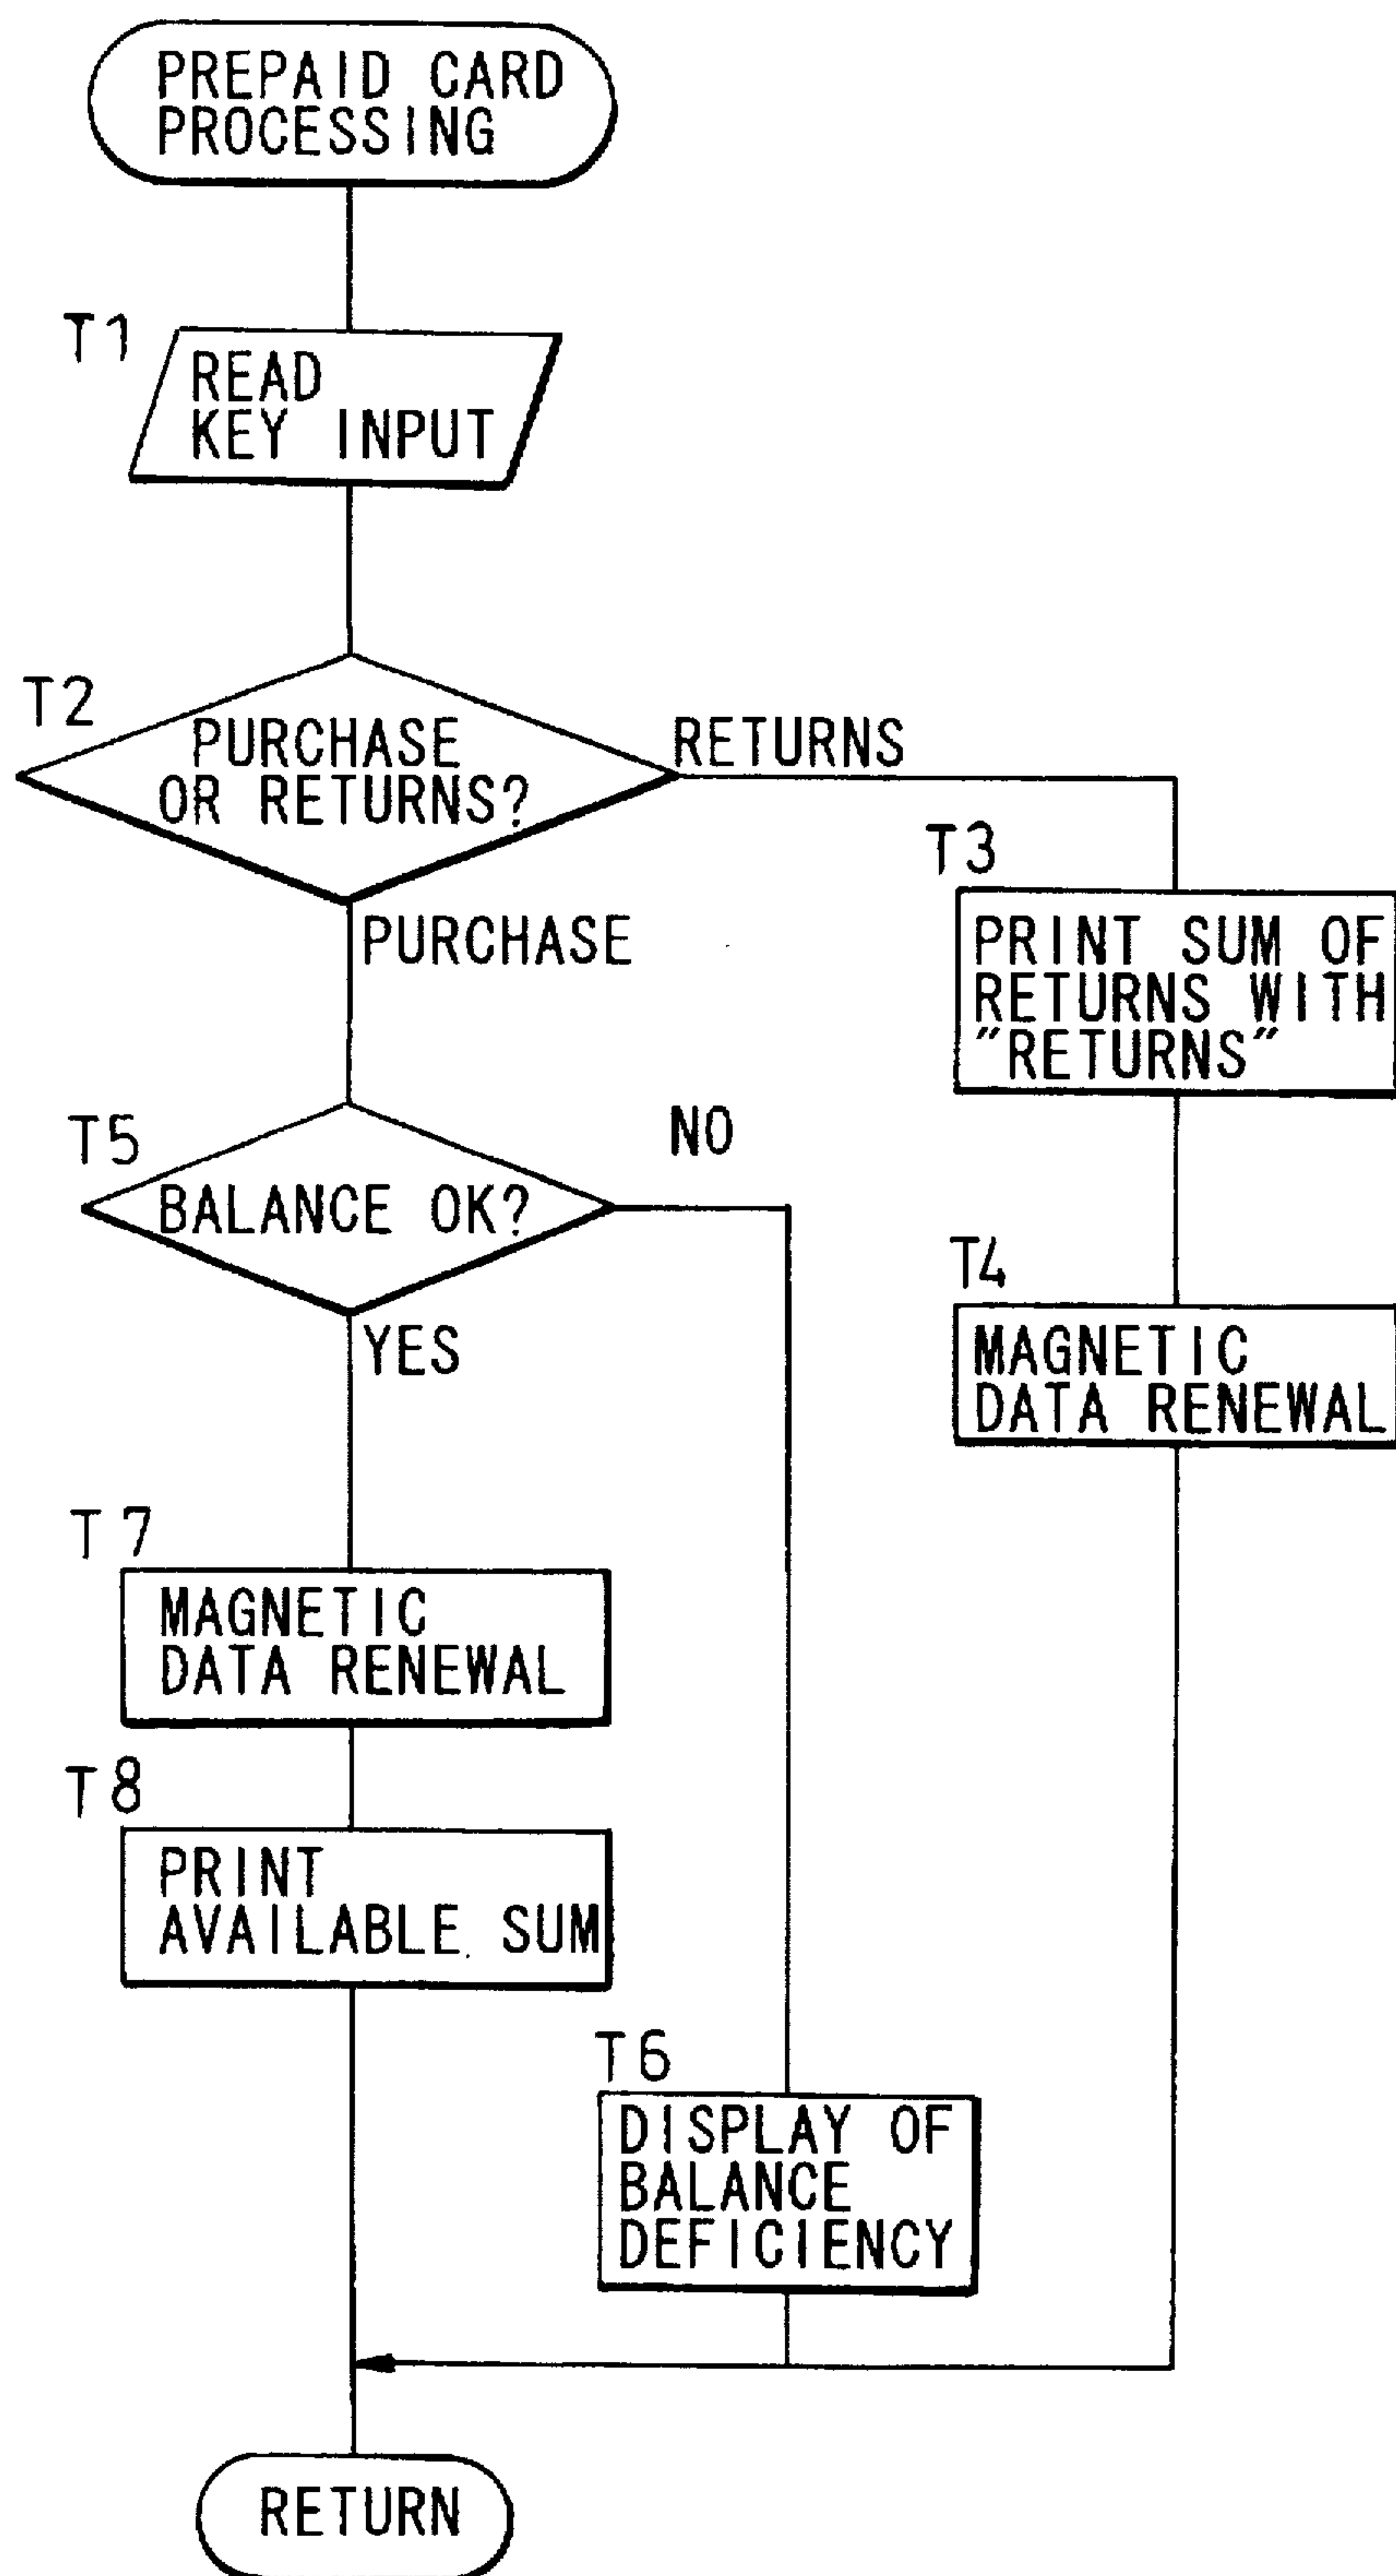 PREPAID CARD
PROCESSING
T1
READ
KEY INPUT
T2
PURCHASE
OR RETURNS?
RETURNS
PURCHASE
T3
PRINT SUM OF
RETURNS WITH
"RETURNS"
T5
BALANCE OK?
NO
YES
T4
MAGNETIC
DATA RENEWAL
T7
MAGNETIC
DATA RENEWAL
T8
PRINT
AVAILABLE SUM
T6
DISPLAY OF
BALANCE
DEFICIENCY
RETURN